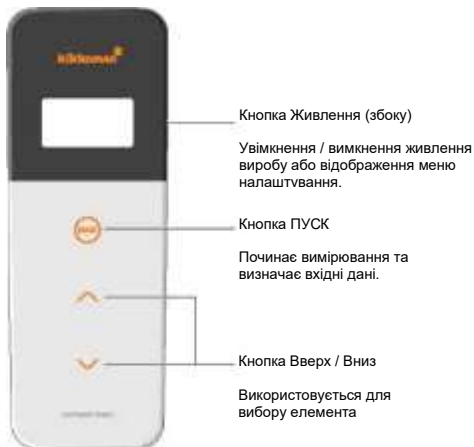 kikkoman
Кнопка Живлення (збоку)
Увімкнення / вимкнення живлення
виробу або відображення меню
налаштування.
Кнопка ПУСК
Починає вимірювання та
визначає вхідні дані.
Кнопка Вверх / Вниз
Використовується для
вибору елемента